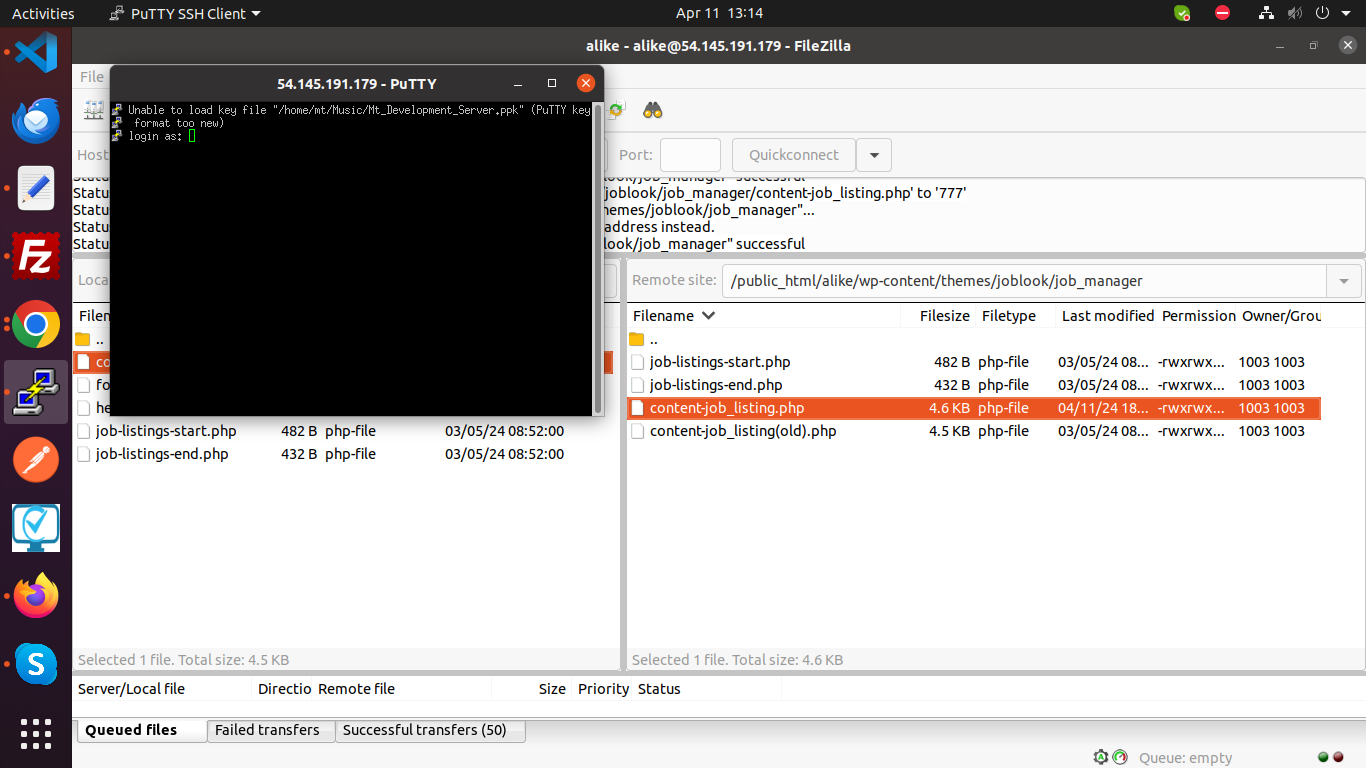 Activities
PuTTY SSH Client
Apr 11 13:14
alike - alike@54.145.191.179 - FileZilla
File
54.145.191.179 - PuTTY
Unable to load key file "/home/mt/Music/Mt_Development_Server.ppk" (PuTTY key
format too new)
login as:
Host
Port:
Quickconnect
look/job_manager" successful
Statu
/joblook/job_manager/content-job_listing.php' to '777'
Statu
hemes/joblook/job_manager"...
Statu
address instead.
Statu
look/job_manager" successful
Loca
Remote site:
/public_html/alike/wp-content/themes/joblook/job_manager
Filen
..
co
fo
he
job-listings-start.php 482 B php-file 03/05/24 08:52:00
job-listings-end.php 432 B php-file 03/05/24 08:52:00
Selected 1 file. Total size: 4.5 KB
Filename Filesize Filetype Last modified Permission Owner/Grou
..
job-listings-start.php 482 B php-file 03/05/24 08... -rwxrwx... 1003 1003
job-listings-end.php 432 B php-file 03/05/24 08... -rwxrwx... 1003 1003
content-job_listing.php 4.6 KB php-file 04/11/24 18... -rwxrwx... 1003 1003
content-job_listing(old).php 4.5 KB php-file 03/05/24 08... -rwxrwx... 1003 1003
Selected 1 file. Total size: 4.6 KB
Server/Local file Directio Remote file Size Priority Status
Queued files
Failed transfers
Successful transfers (50)
Queue: empty